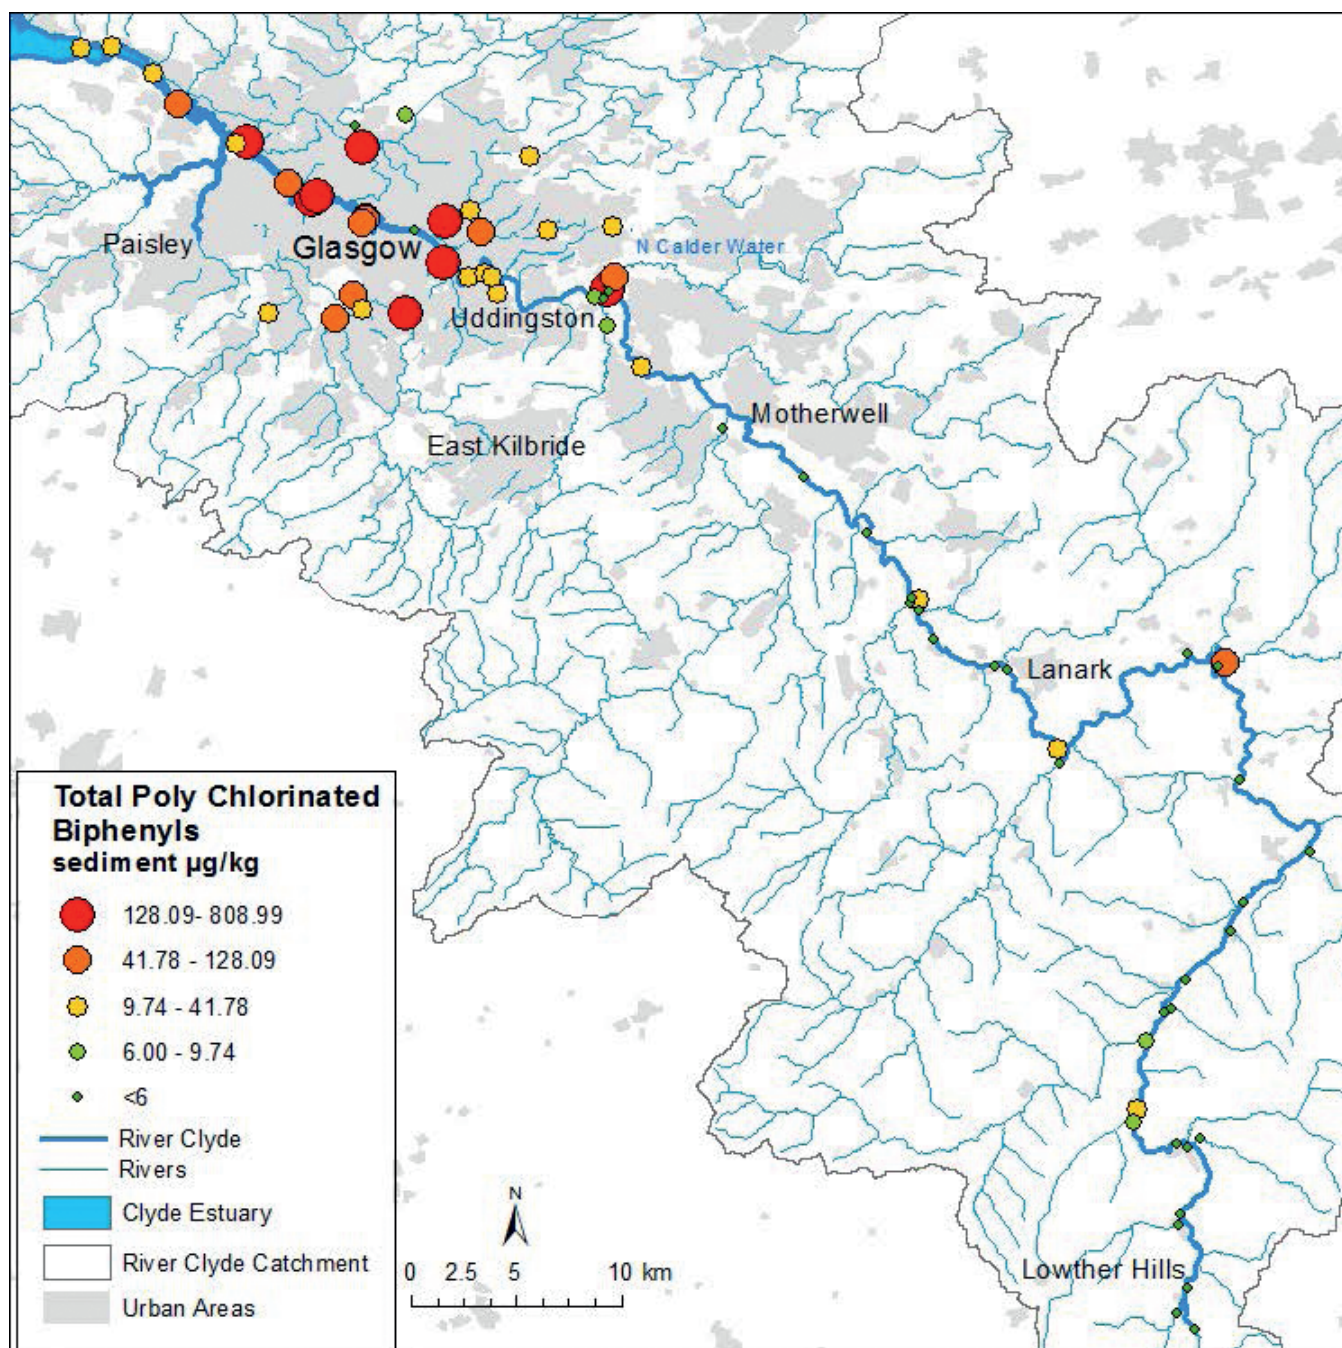 Paisley
Glasgow
N Calder Water
Uddingston
Motherwell
East Kilbride
Lanark
Total Poly Chlorinated
Biphenyls
sediment µg/kg
128.09- 808.99
41.78 - 128.09
9.74 - 41.78
6.00 - 9.74
<6
River Clyde
Rivers
Clyde Estuary
River Clyde Catchment
Urban Areas
N
0 2.5 5 10 km
Lowther Hills